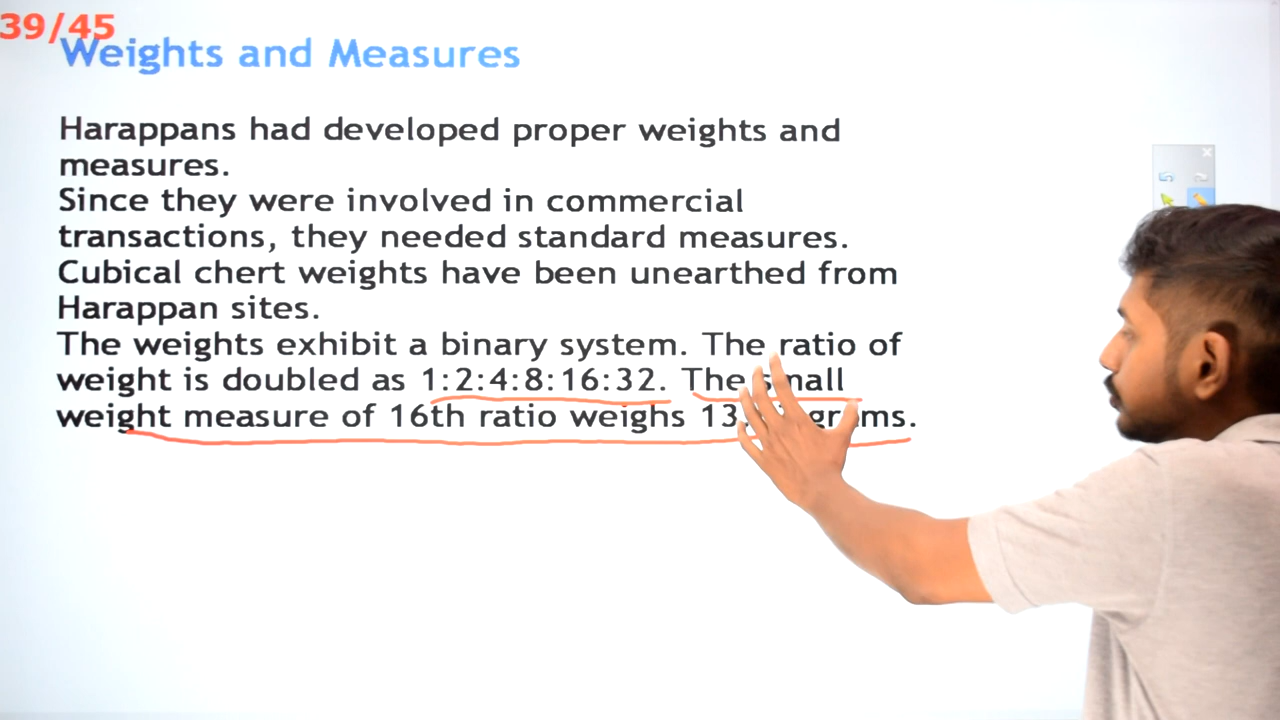 39/45
Weights and Measures
Harappans had developed proper weights and
measures.
Since they were involved in commercial
transactions, they needed standard measures.
Cubical chert weights have been unearthed from
Harappan sites.
The weights exhibit a binary system. The ratio of
weight is doubled as 1:2:4:8:16:32. The small
weight measure of 16th ratio weighs grams.